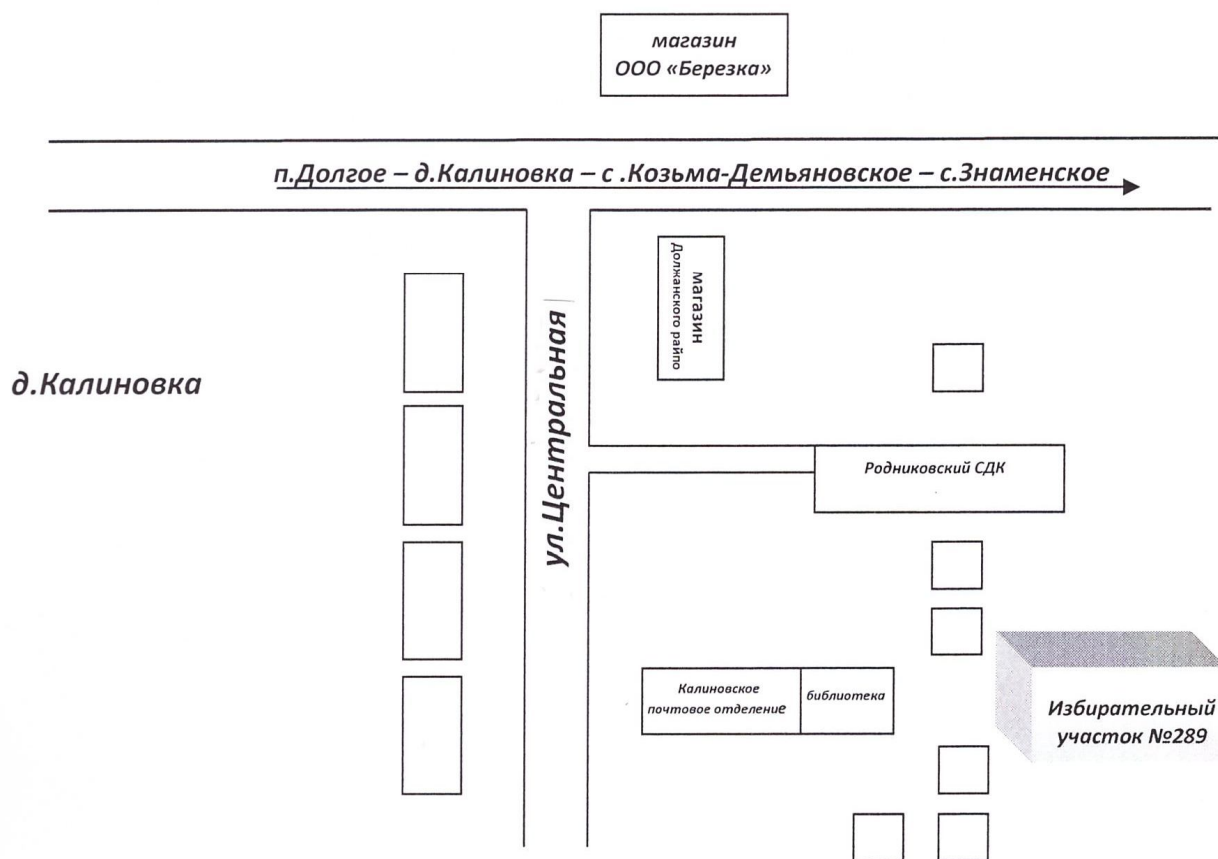 магазин
ООО «Березка»
п.Долгое – д.Калиновка – с .Козьма-Демьяновское – с.Знаменское
магазин
Должанского райпо
д.Калиновка
ул.Центральная
Родниковский СДК
Калиновское
почтовое отделение
библиотека
Избирательный
участок №289